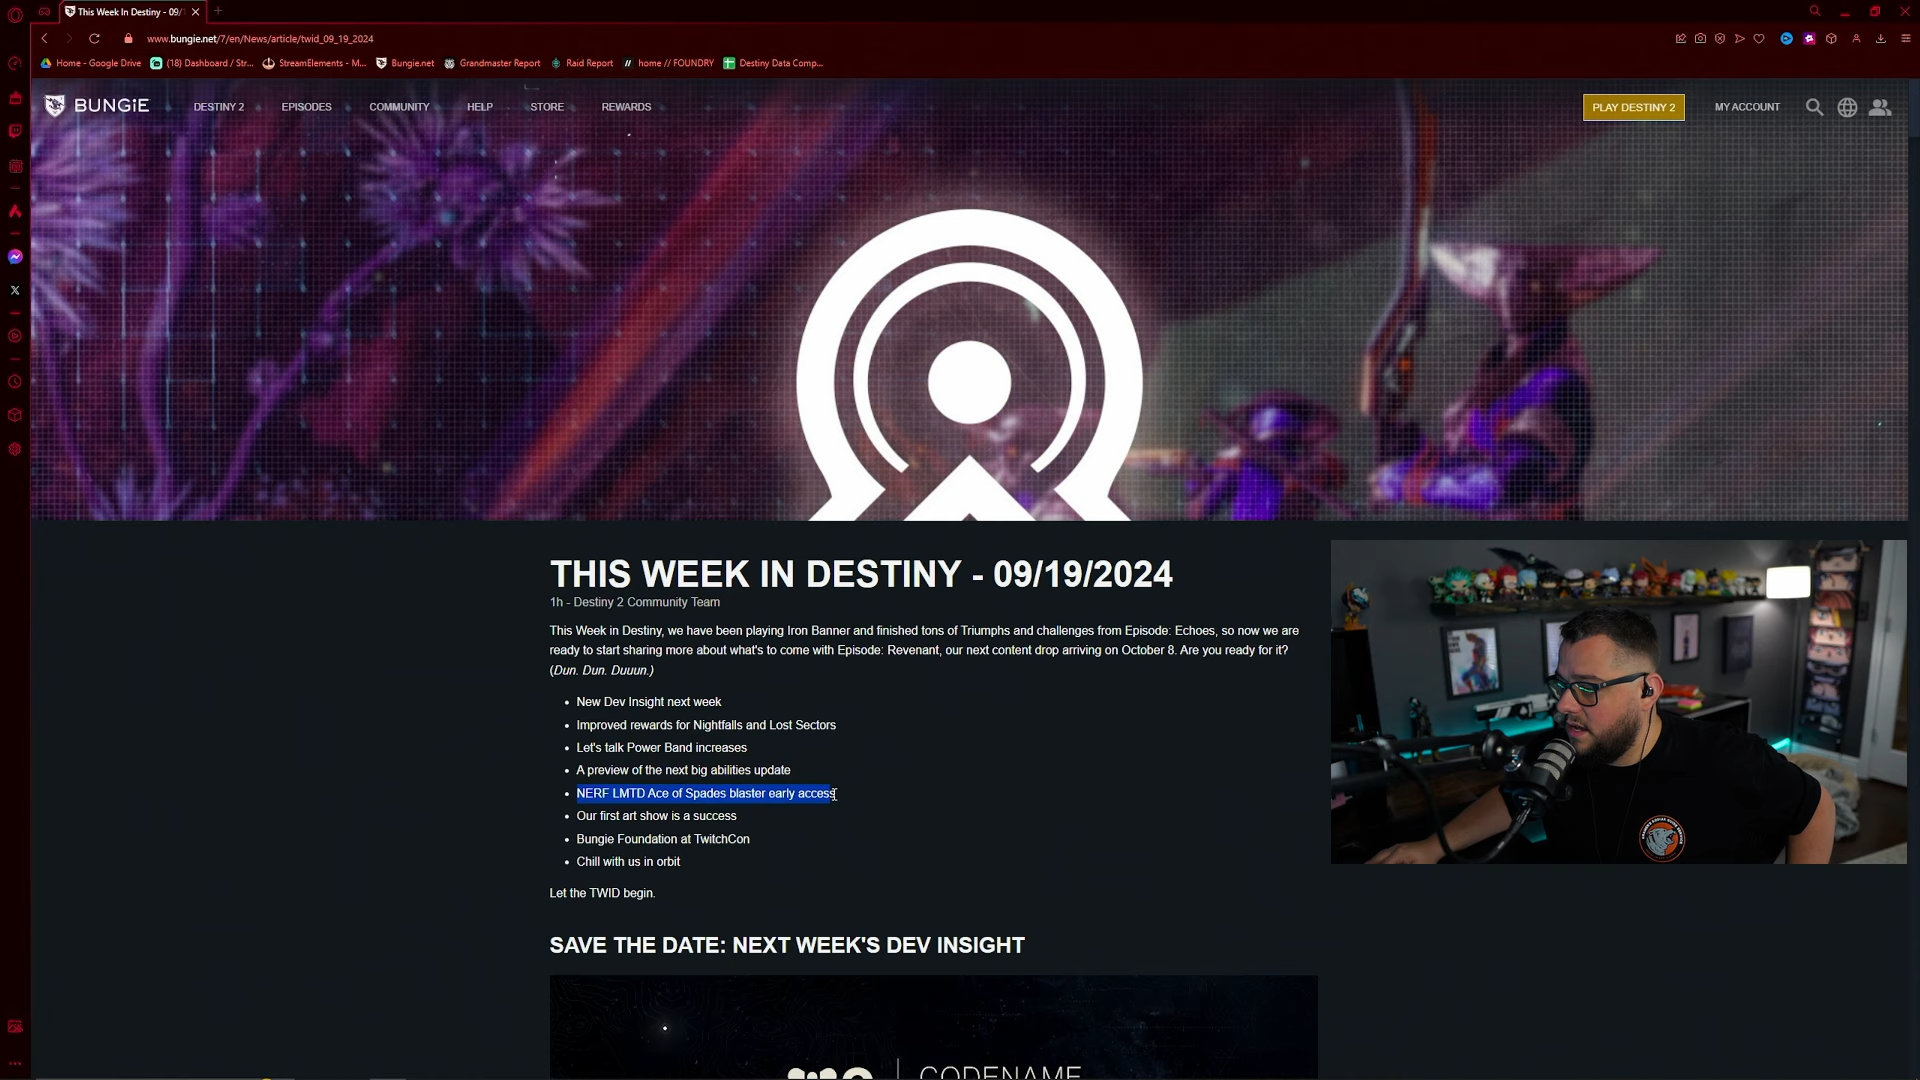 This Week In Destiny - 09/
www.bungie.net/7/en/News/article/twid_09_19_2024
Home - Google Drive
(18) Dashboard / Str...
StreamElements - M...
Bungie.net
Grandmaster Report
Raid Report
home // FOUNDRY
Destiny Data Comp...
BUNGiE
DESTINY 2
EPISODES
COMMUNITY
HELP
STORE
REWARDS
PLAY DESTINY 2
MY ACCOUNT
THIS WEEK IN DESTINY - 09/19/2024
1h - Destiny 2 Community Team
This Week in Destiny, we have been playing Iron Banner and finished tons of Triumphs and challenges from Episode: Echoes, so now we are
ready to start sharing more about what's to come with Episode: Revenant, our next content drop arriving on October 8. Are you ready for it?
(Dun. Dun. Duuun.)
• New Dev Insight next week
• Improved rewards for Nightfalls and Lost Sectors
• Let's talk Power Band increases
• A preview of the next big abilities update
• NERF LMTD Ace of Spades blaster early access
• Our first art show is a success
• Bungie Foundation at TwitchCon
• Chill with us in orbit
Let the TWID begin.
SAVE THE DATE: NEXT WEEK'S DEV INSIGHT
CODENAME